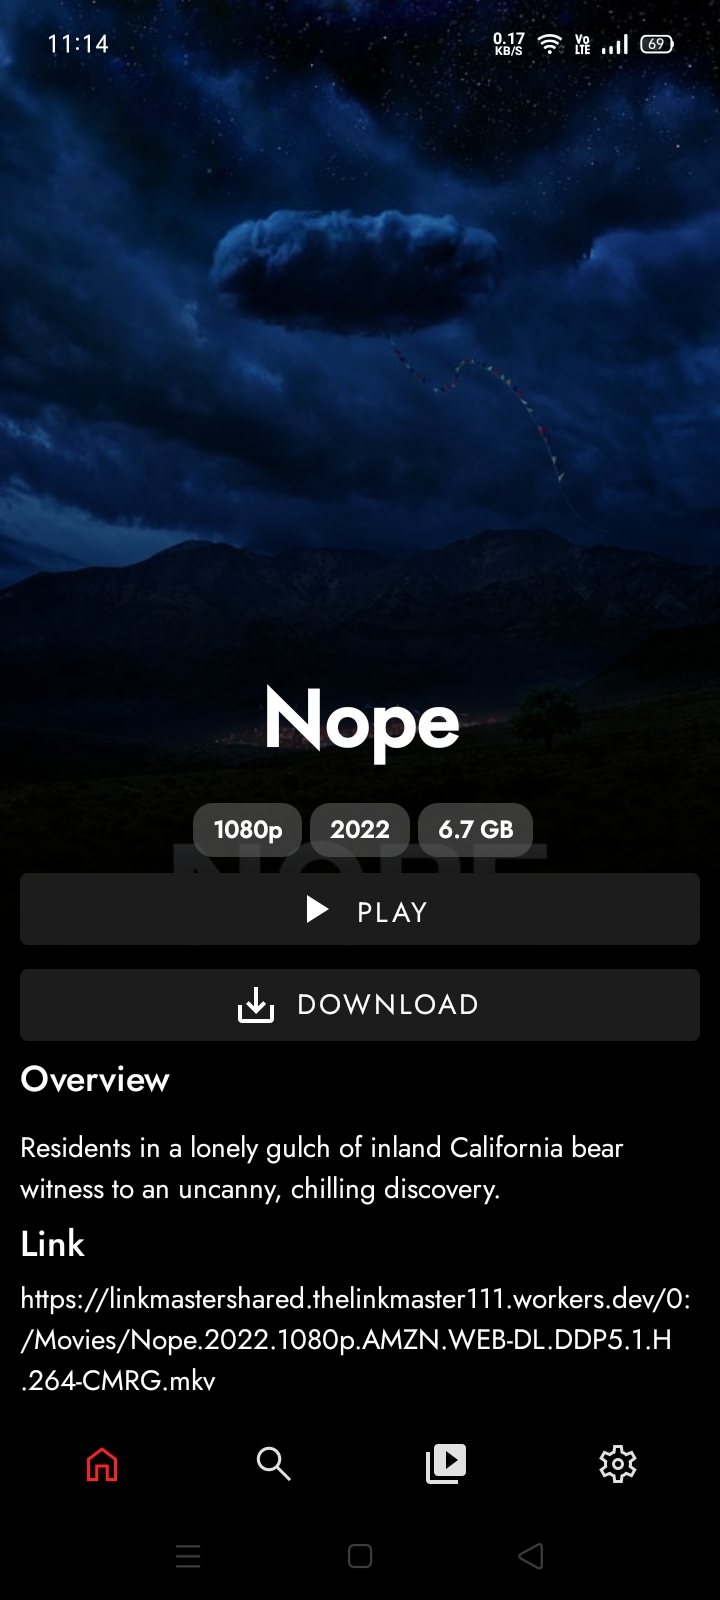 11:14
0.17
KB/S
Vo
LTE
69
Nope
1080p 2022 6.7 GB
NOPE
PLAY
DOWNLOAD
Overview
Residents in a lonely gulch of inland California bear
witness to an uncanny, chilling discovery.
Link
https://linkmastershared.thelinkmaster111.workers.dev/0:
/Movies/Nope.2022.1080p.AMZN.WEB-DL.DDP5.1.H
.264-CMRG.mkv